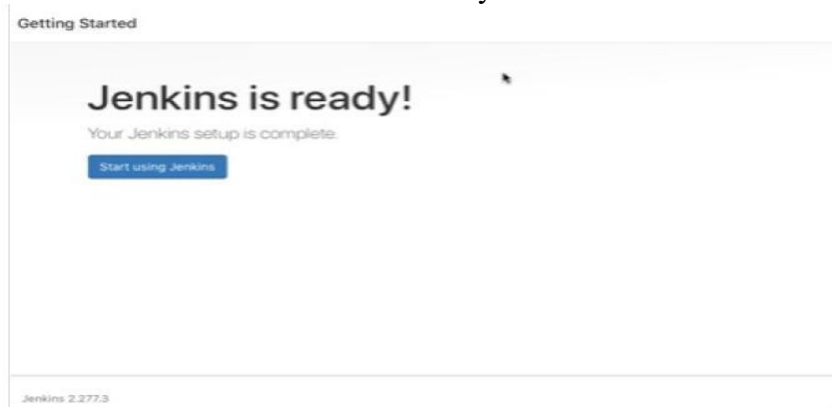 Getting Started
Jenkins is ready!
Your Jenkins setup is complete.
Start using Jenkins
Jenkins 2.277.3